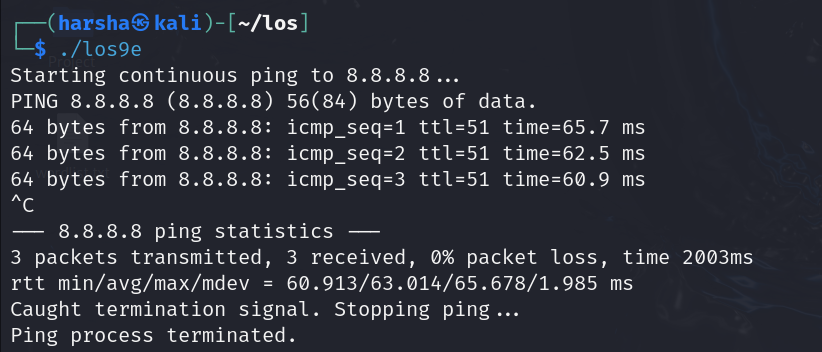 ┌──(harsha㉿kali)-[~/los]
└─$ ./los9e
Starting continuous ping to 8.8.8.8...
PING 8.8.8.8 (8.8.8.8) 56(84) bytes of data.
64 bytes from 8.8.8.8: icmp_seq=1 ttl=51 time=65.7 ms
64 bytes from 8.8.8.8: icmp_seq=2 ttl=51 time=62.5 ms
64 bytes from 8.8.8.8: icmp_seq=3 ttl=51 time=60.9 ms
^C
--- 8.8.8.8 ping statistics ---
3 packets transmitted, 3 received, 0% packet loss, time 2003ms
rtt min/avg/max/mdev = 60.913/63.014/65.678/1.985 ms
Caught termination signal. Stopping ping...
Ping process terminated.